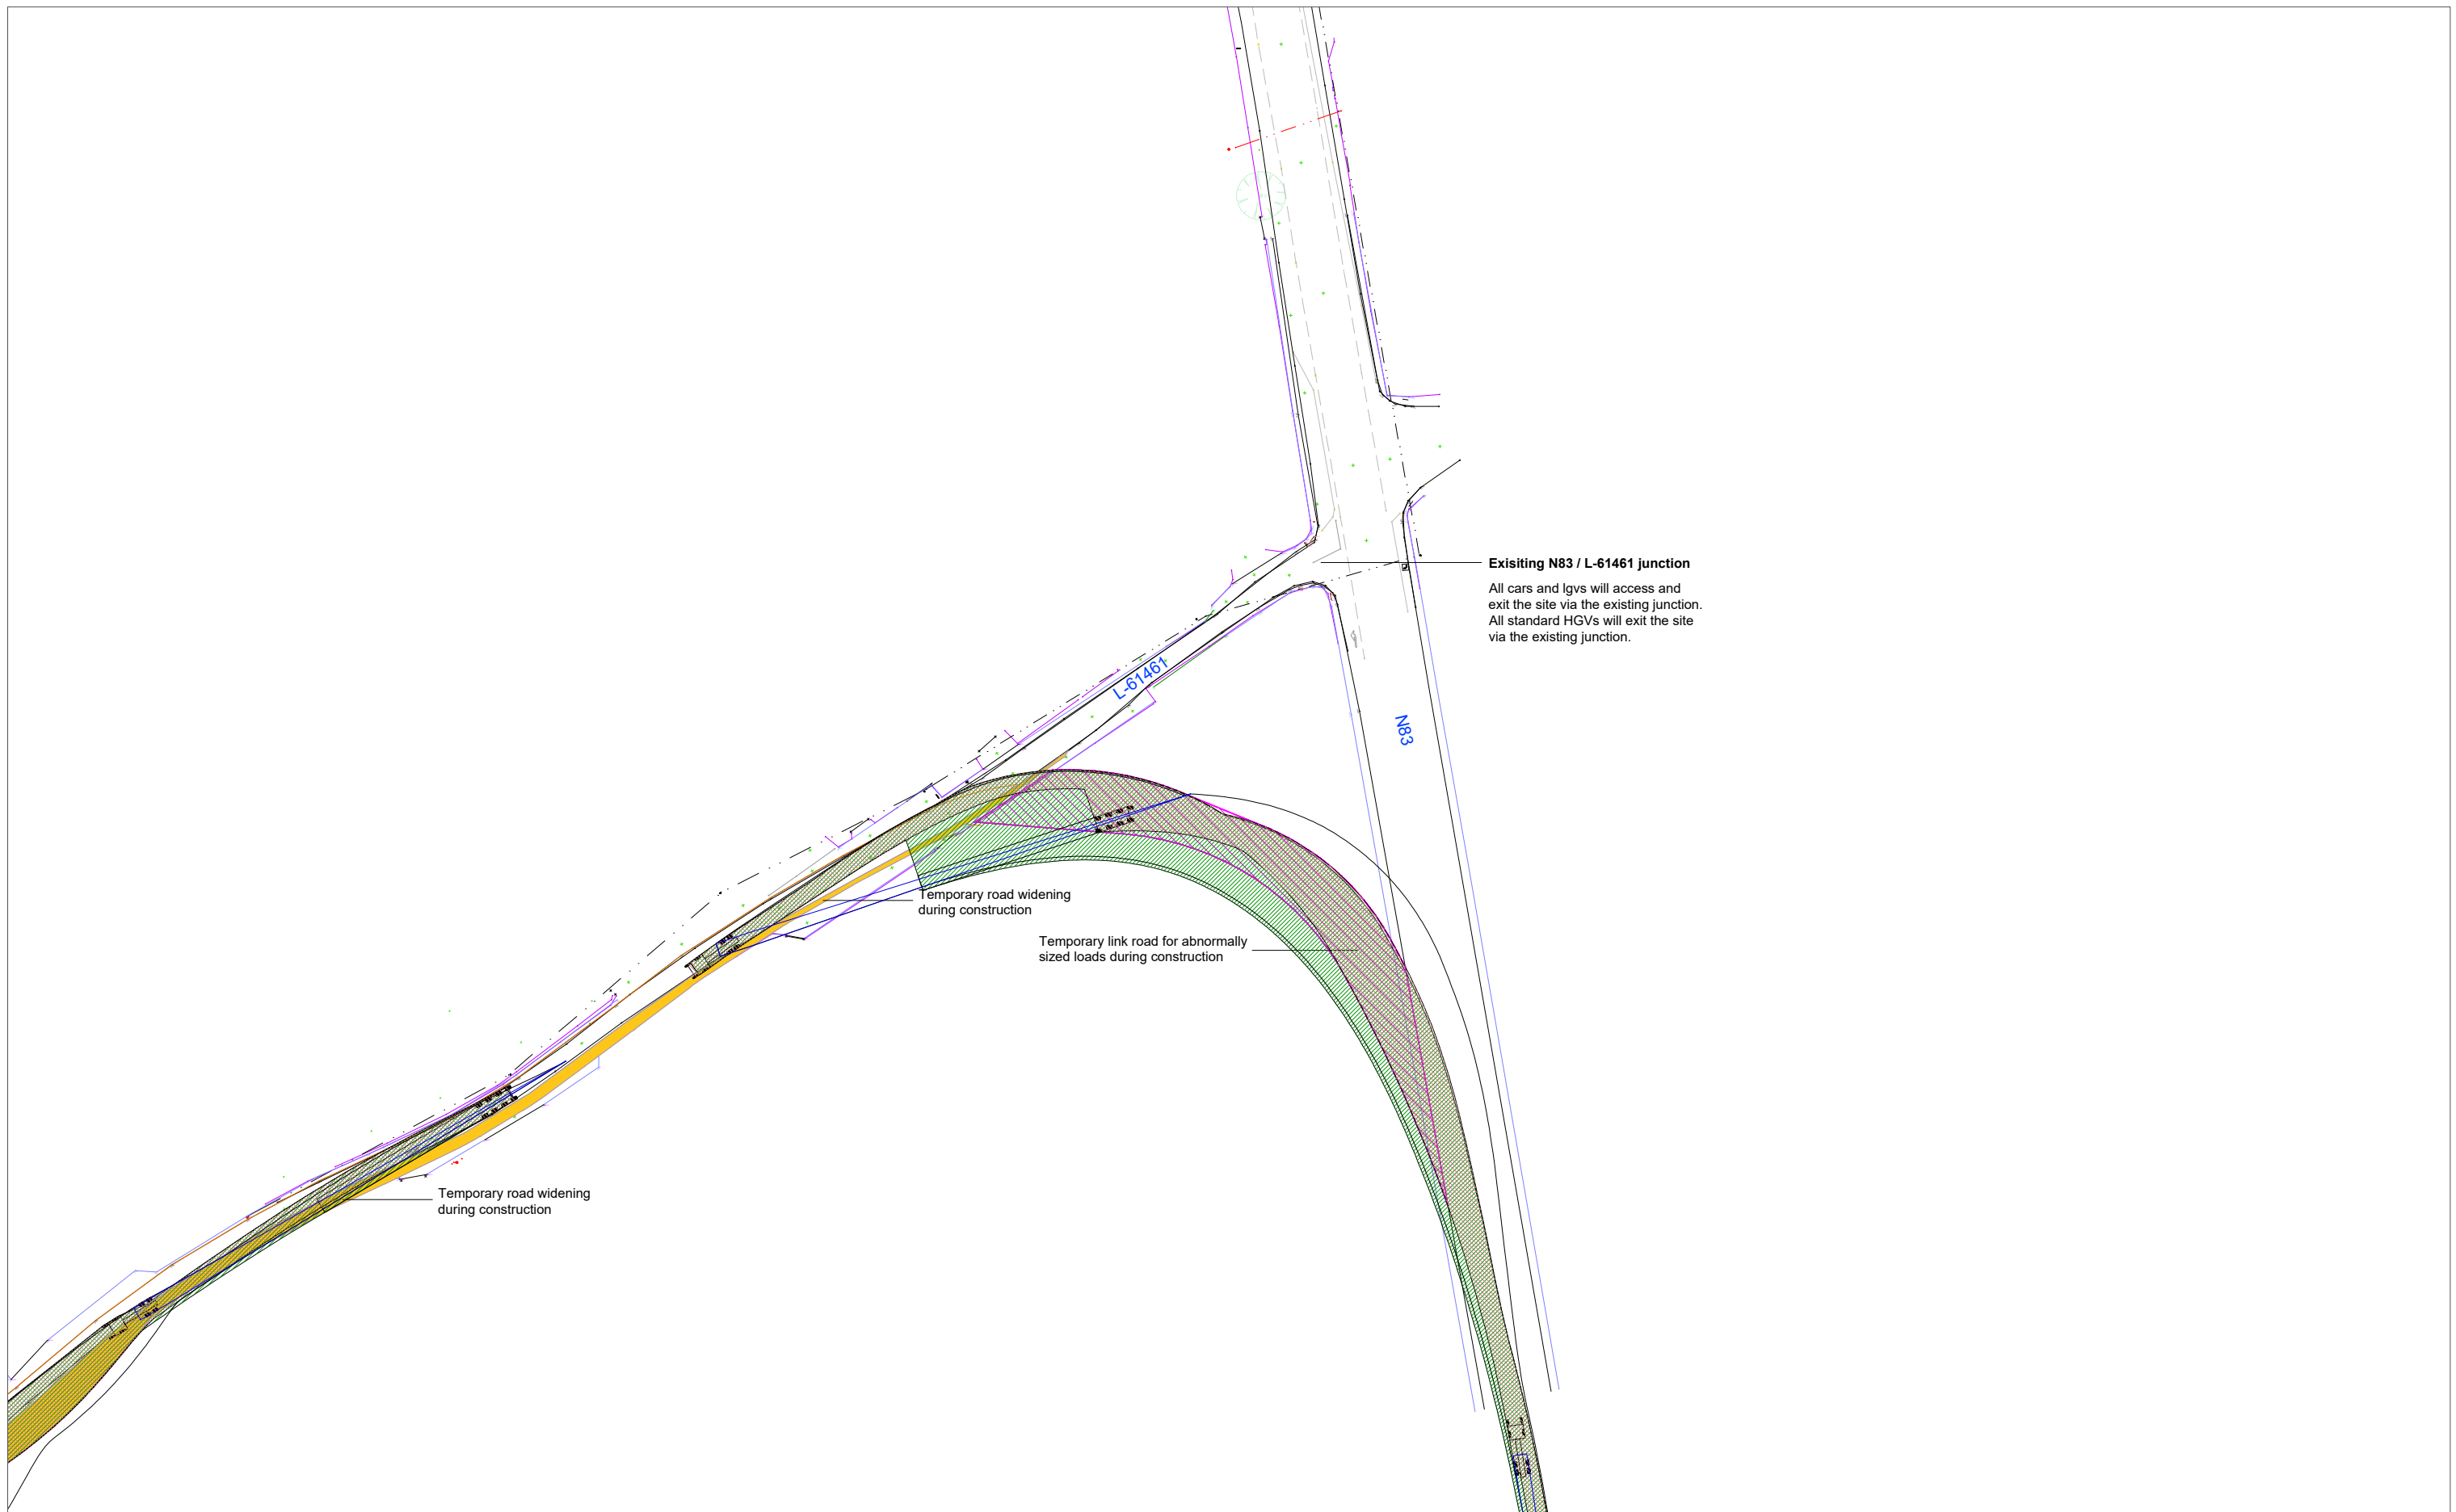 Exisiting N83 / L-61461 junction
All cars and lgvs will access and
exit the site via the existing junction.
All standard HGVs will exit the site
via the existing junction.
L-61461
N83
Temporary road widening
during construction
Temporary link road for abnormally
sized loads during construction
Temporary road widening
during construction